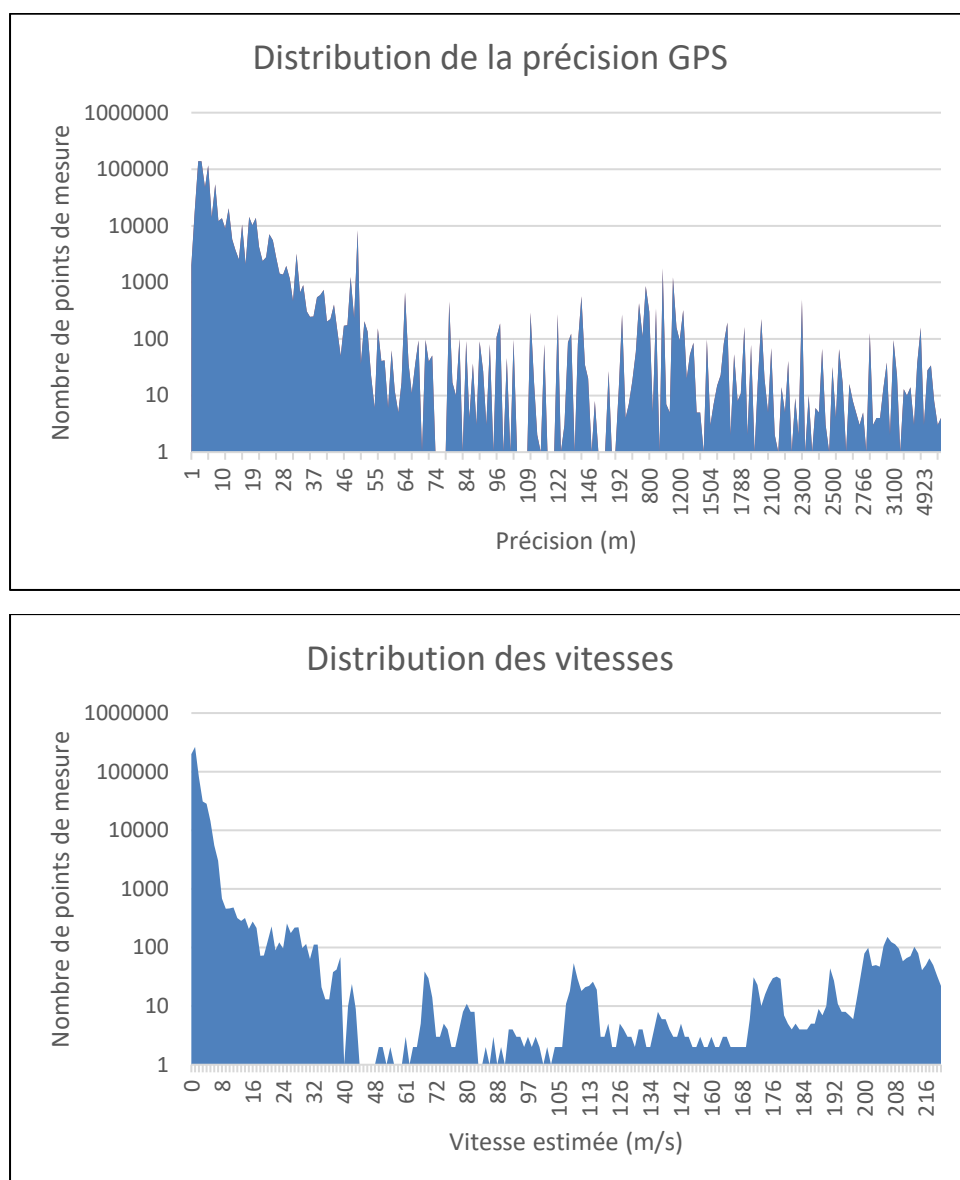 Distribution de la précision GPS
Nombre de points de mesure
1000000
100000
10000
1000
100
10
1
1 10 19 28 37 46 55 64 74 84 96 109 122 146 192 800 1200 1504 1788 2100 2300 2500 2766 3100 4923
Précision (m)
Distribution des vitesses
Nombre de points de mesure
1000000
100000
10000
1000
100
10
1
0 8 16 24 32 40 53 61 72 80 88 97 105 113 126 134 142 152 160 168 176 184 192 200 208 216
Vitesse estimée (m/s)